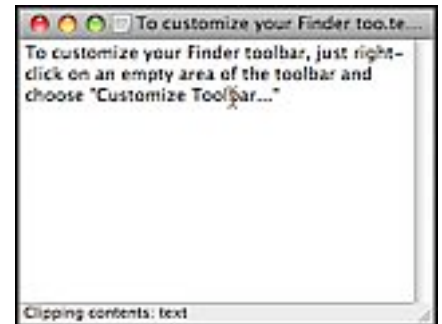 To customize your Finder too.te...
To customize your Finder toolbar, just right-
click on an empty area of the toolbar and
choose "Customize Toolbar..."
Clipping contents: text